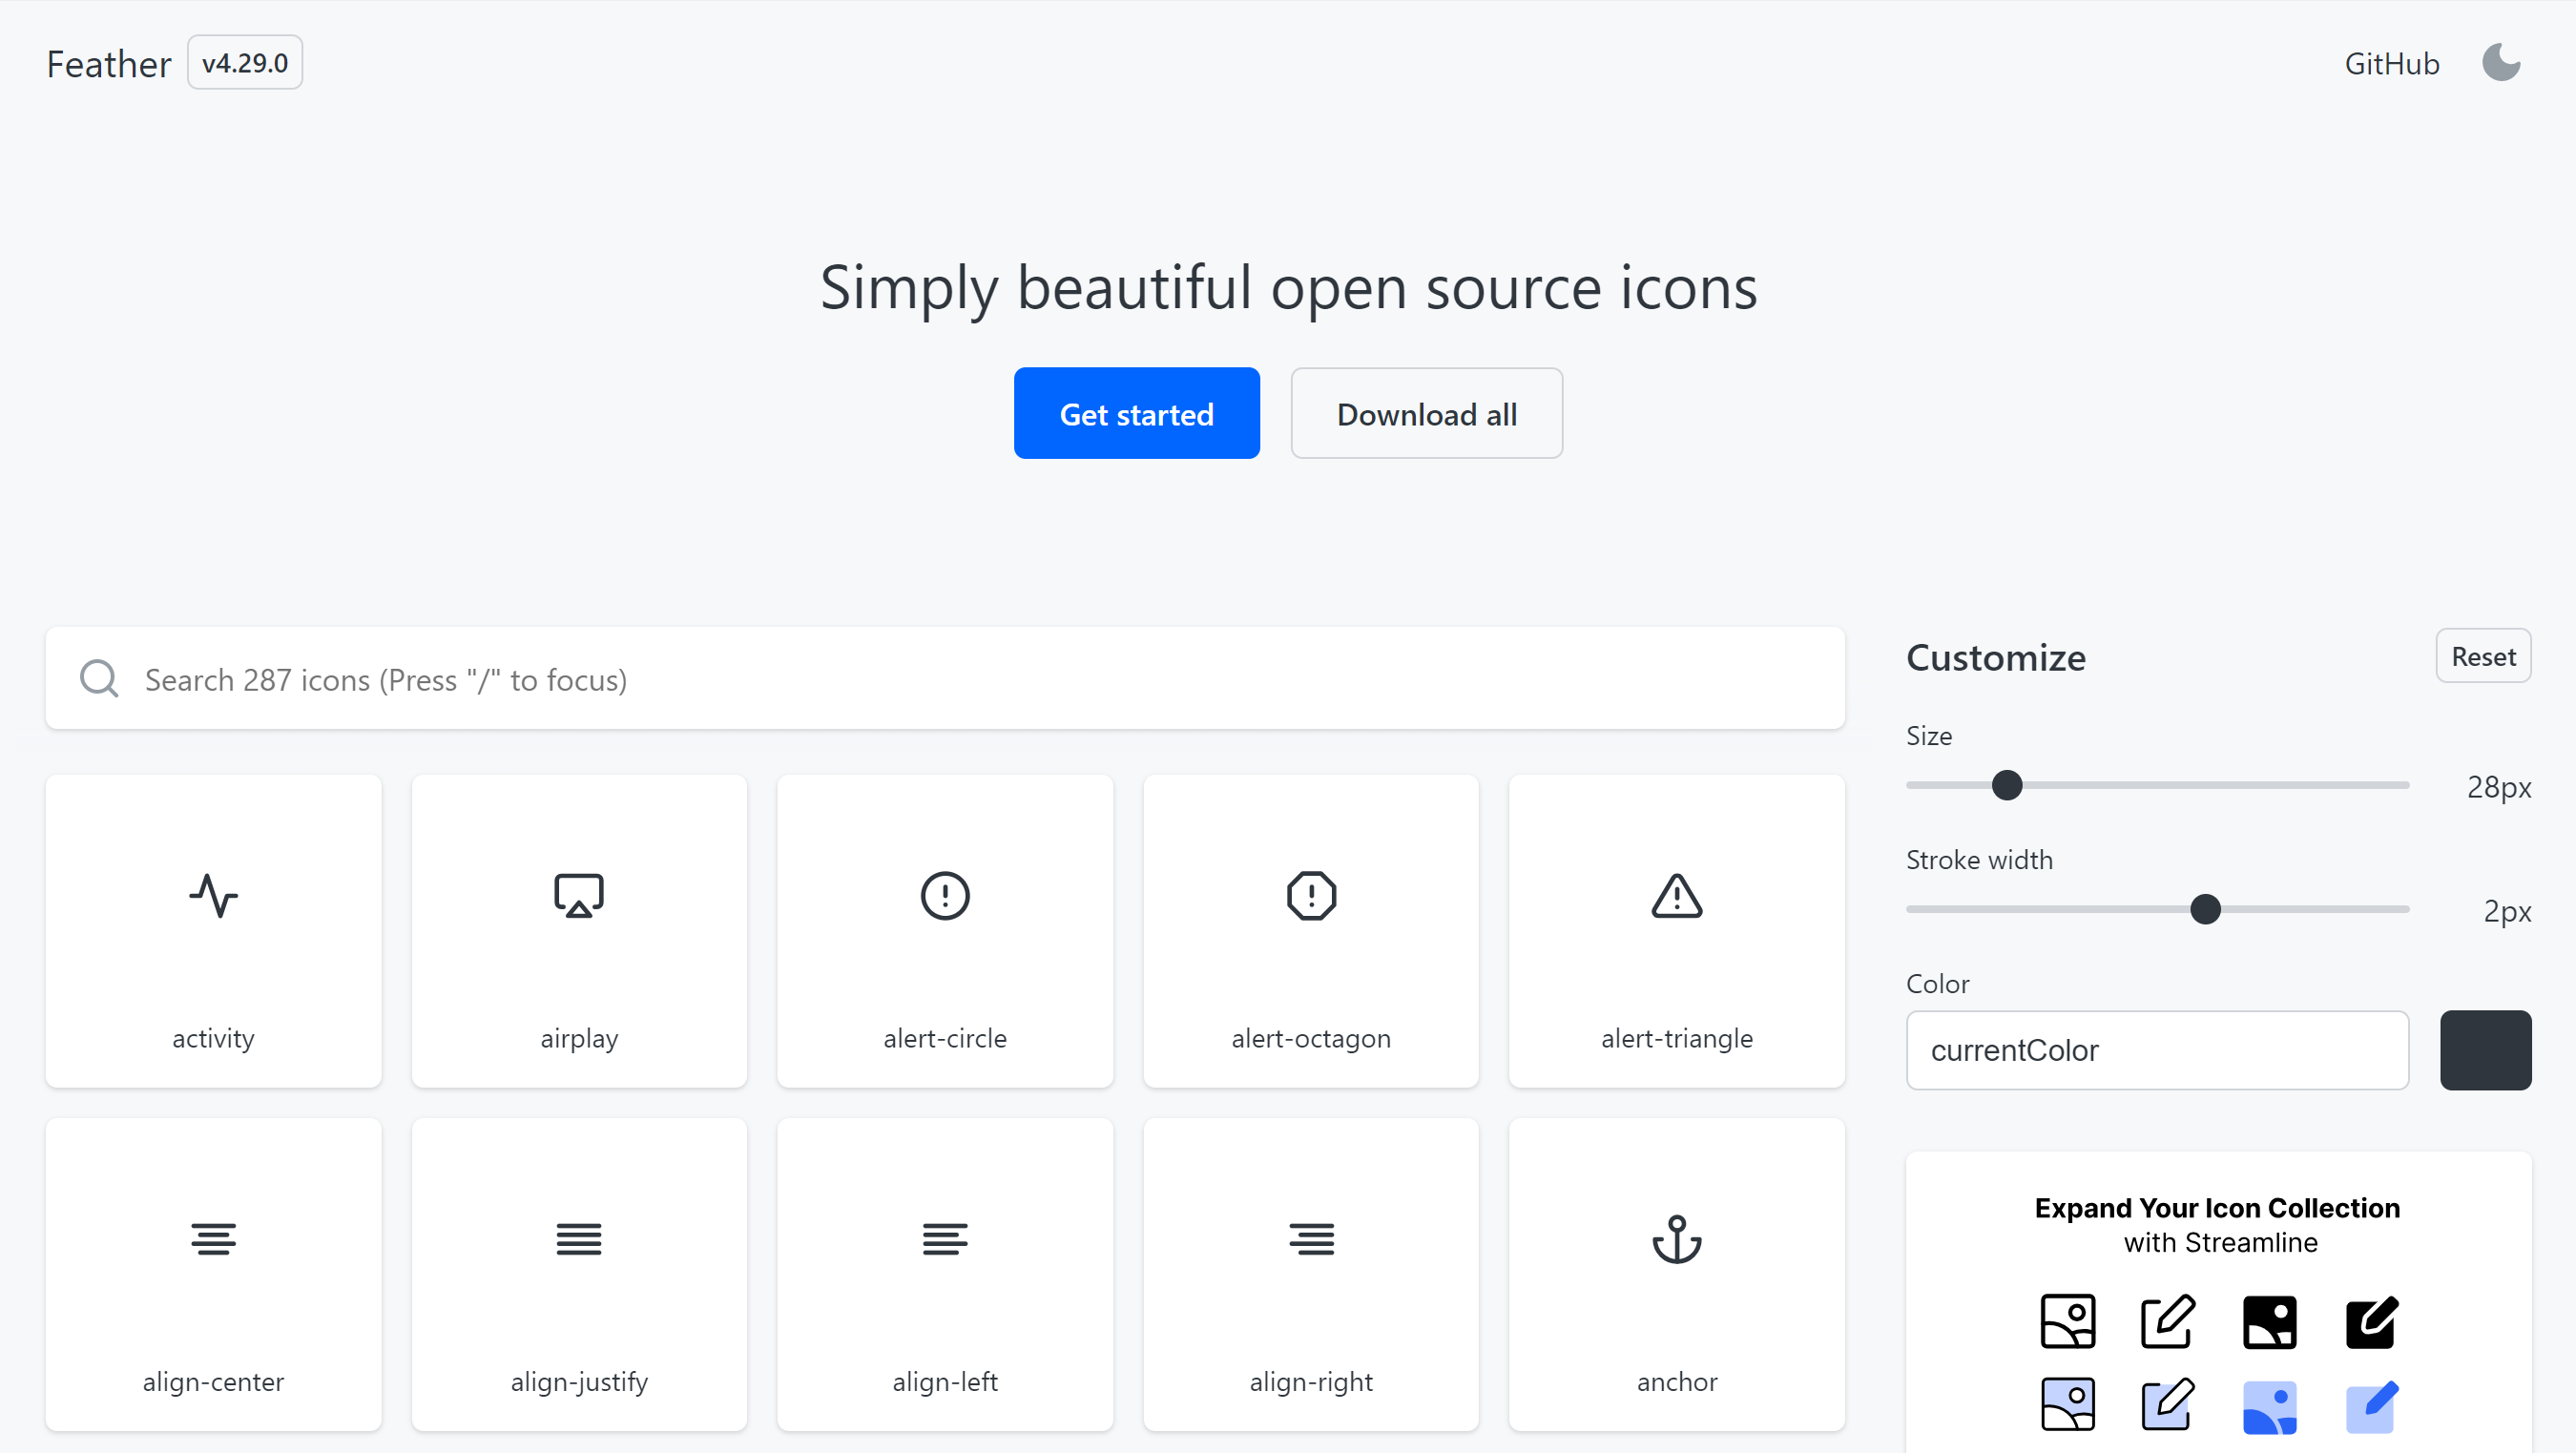 Feather v4.29.0
GitHub
Simply beautiful open source icons
Get started
Download all
Search 287 icons (Press "/" to focus)
activity
airplay
alert-circle
alert-octagon
alert-triangle
align-center
align-justify
align-left
align-right
anchor
Customize
Reset
Size
28px
Stroke width
2px
Color
currentColor
Expand Your Icon Collection
with Streamline